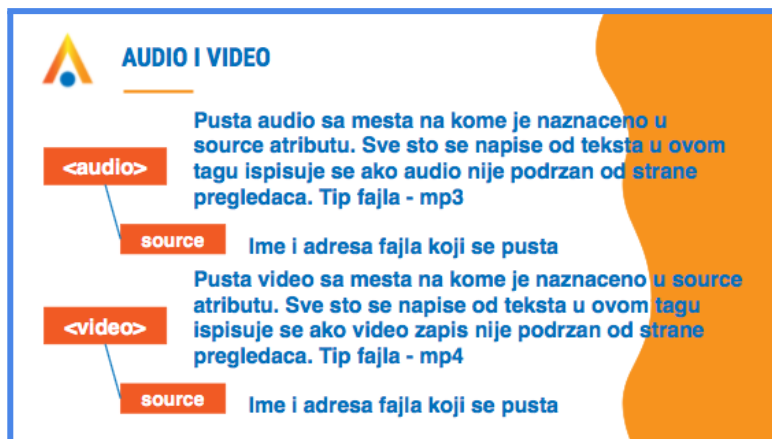 AUDIO I VIDEO
Pusta audio sa mesta na kome je naznaceno u
source atributu. Sve sto se napise od teksta u ovom
<audio>
tagu ispisuje se ako audio nije podrzan od strane
pregledaca. Tip fajla - mp3
source
Ime i adresa fajla koji se pusta
Pusta video sa mesta na kome je naznaceno u source
atributu. Sve sto se napise od teksta u ovom tagu
<video>
ispisuje se ako video zapis nije podrzan od strane
pregledaca. Tip fajla - mp4
source
Ime i adresa fajla koji se pusta